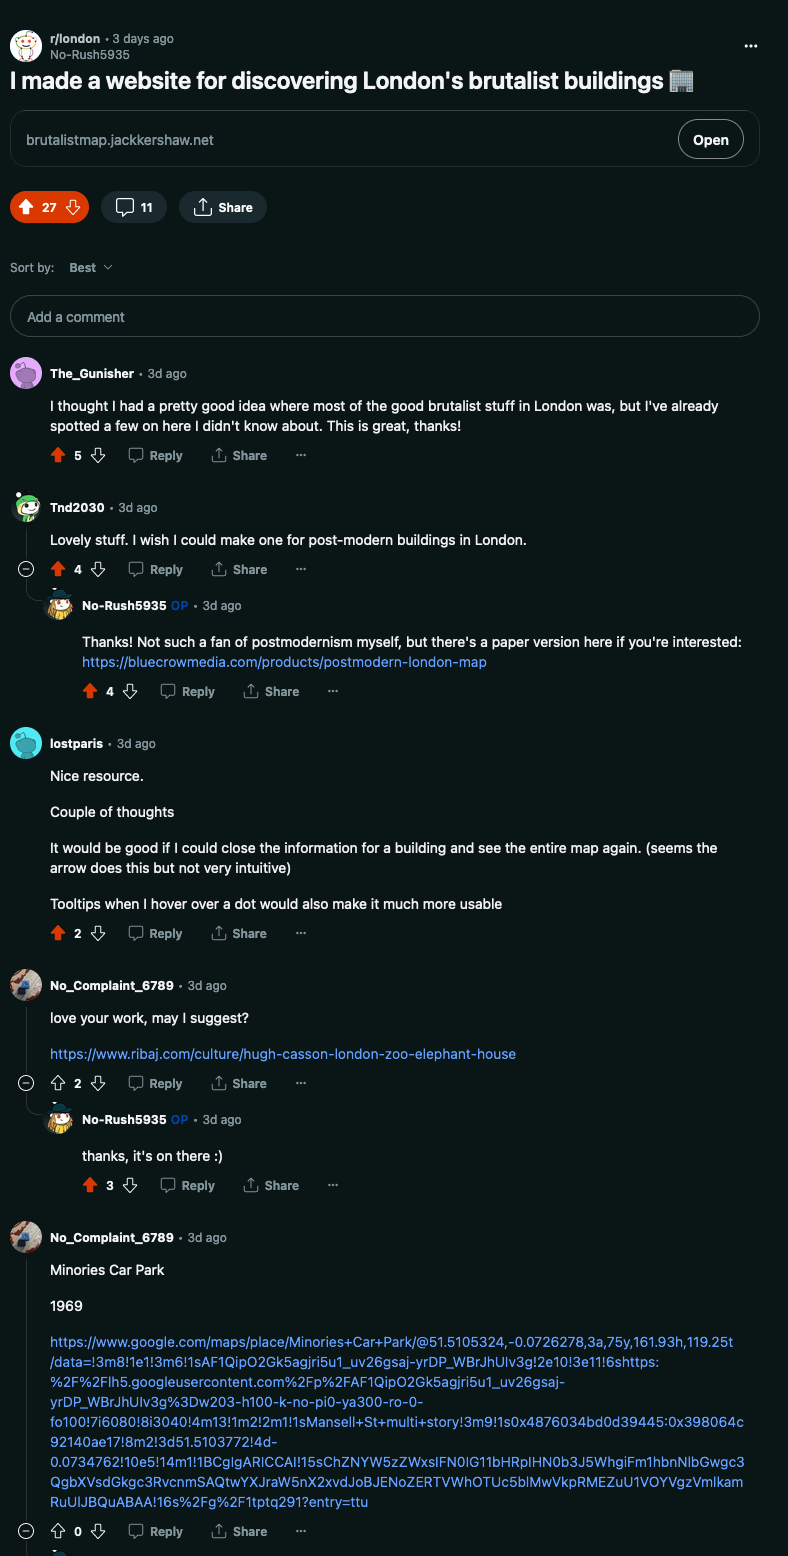 r/london • 3 days ago
No-Rush5935
I made a website for discovering London's brutalist buildings 🏢
brutalistmap.jackkershaw.net
Open
27
11
Share
Sort by: Best
Add a comment
The_Gunisher • 3d ago
I thought I had a pretty good idea where most of the good brutalist stuff in London was, but I've already
spotted a few on here I didn't know about. This is great, thanks!
5 Reply Share ...
Tnd2030 • 3d ago
Lovely stuff. I wish I could make one for post-modern buildings in London.
4 Reply Share ...
No-Rush5935 OP • 3d ago
Thanks! Not such a fan of postmodernism myself, but there's a paper version here if you're interested:
https://bluecrowmedia.com/products/postmodern-london-map
4 Reply Share ...
lostparis • 3d ago
Nice resource.
Couple of thoughts
It would be good if I could close the information for a building and see the entire map again. (seems the
arrow does this but not very intuitive)
Tooltips when I hover over a dot would also make it much more usable
2 Reply Share ...
No_Complaint_6789 • 3d ago
love your work, may I suggest?
https://www.ribaj.com/culture/hugh-casson-london-zoo-elephant-house
2 Reply Share ...
No-Rush5935 OP • 3d ago
thanks, it's on there :)
3 Reply Share ...
No_Complaint_6789 • 3d ago
Minories Car Park
1969
https://www.google.com/maps/place/Minories+Car+Park/@51.5105324,-0.0726278,3a,75y,161.93h,119.25t
/data=!3m8!1e1!3m6!1sAF1QipO2Gk5agjri5u1_uv26gsaj-yrDP_WBrJhUlv3g!2e10!3e11!6shttps:
%2F%2Flh5.googleusercontent.com%2Fp%2FAF1QipO2Gk5agjri5u1_uv26gsaj-
yrDP_WBrJhUlv3g%3Dw203-h100-k-no-pi0-ya300-ro-0-
fo100!7i6080!8i3040!4m13!1m2!2m1!1sMansell+St+multi+story!3m9!1s0x4876034bd0d39445:0x398064c
92140ae17!8m2!3d51.5103772!4d-
0.0734762!10e5!14m1!1BCgIgARICCAI!15sChZNYW5zZWxsIFN0IG11bHRpIHN0b3J5WhgiFm1hbnNlbGwgc3
QgbXVsdGkgc3RvcnmSAQtwYXJraW5nX2xvdJoBJENoZERTVWhOTUc5blMwVkpRMEZuU1VOYVgzVmlkam
RuUlJBQuABAA!16s%2Fg%2F1tptq291?entry=ttu
0 Reply Share ...